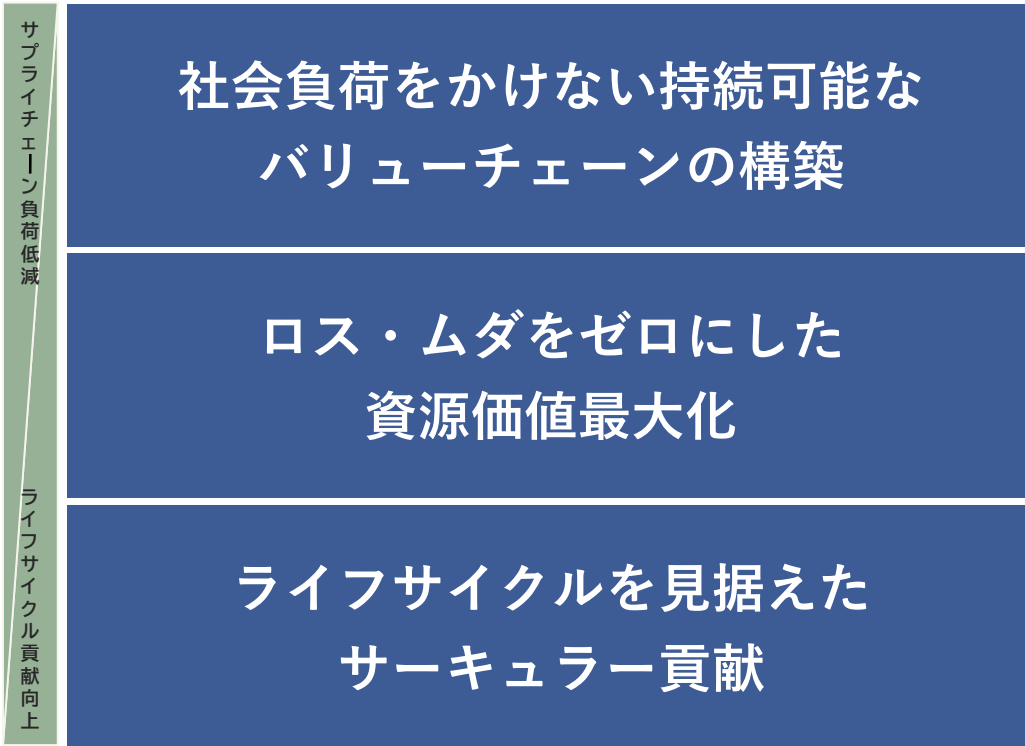 サプライチェーン負荷低減
ライフサイクル貢献向上
社会負荷をかけない持続可能な
バリューチェーンの構築
ロス・ムダをゼロにした
資源価値最大化
ライフサイクルを見据えた
サーキュラー貢献